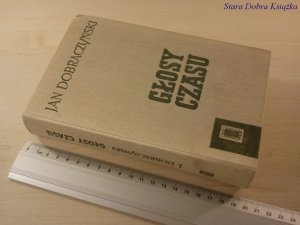 Stara Dobra Książka
JAN DOBRACZYŃSKI
GŁOSY
CZASU
J. DOBRACZYŃSKI GŁOSY CZASU